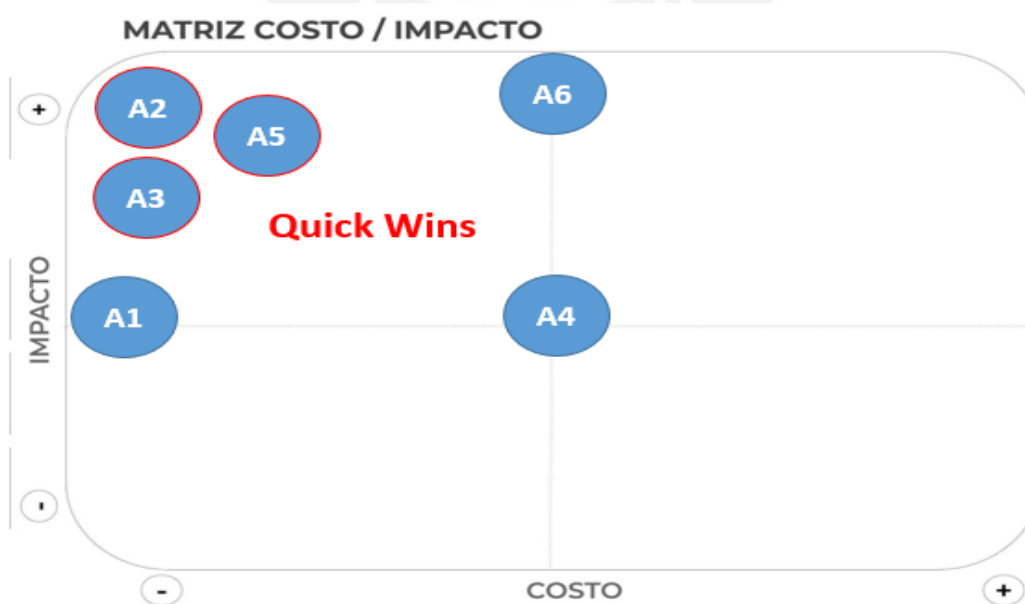 MATRIZ COSTO / IMPACTO
+
A2
A5
A6
A3
Quick Wins
IMPACTO
A1
A4
-
-
COSTO
+